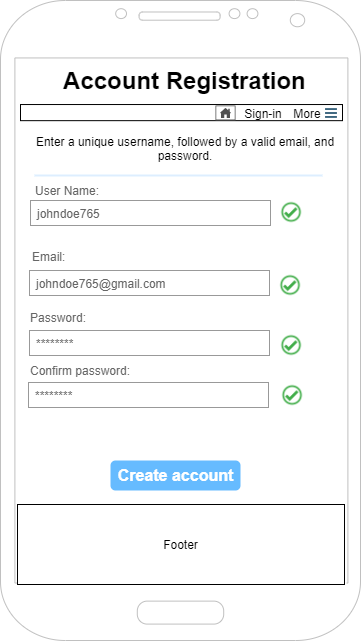 Account Registration
Sign-in More
Enter a unique username, followed by a valid email, and
password.
User Name:
johndoe765
Email:
johndoe765@gmail.com
Password:
********
Confirm password:
********
Create account
Footer